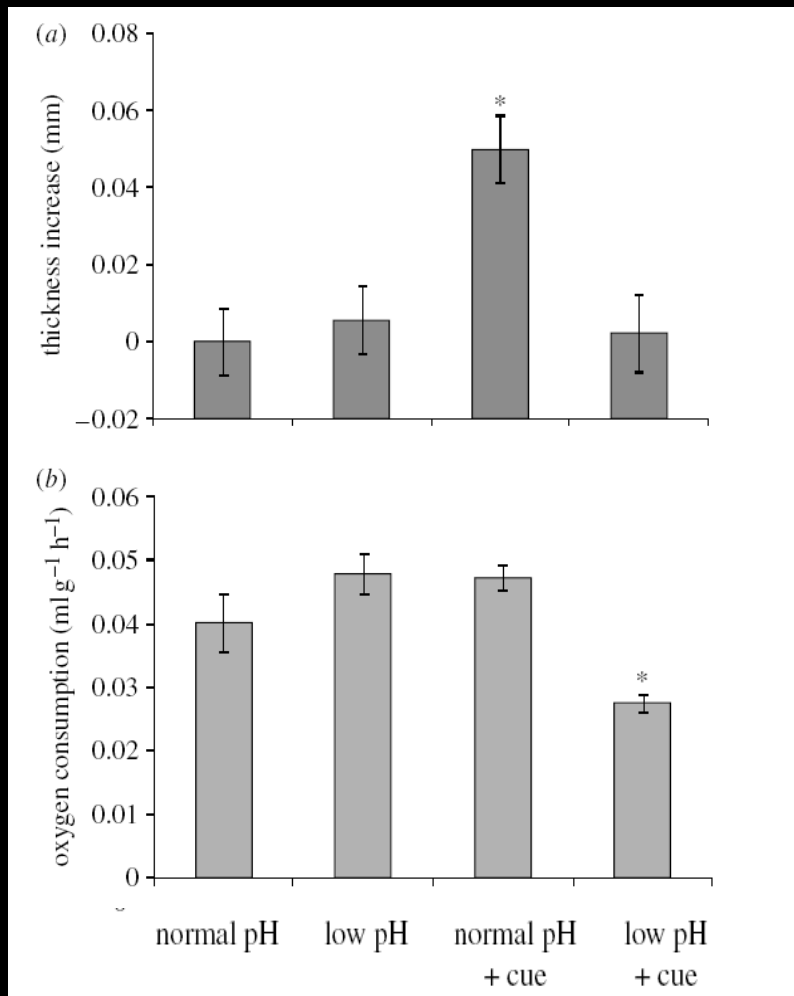 (a)
0.08
0.06
0.04
0.02
0
–0.02
thickness increase (mm)
*
(b)
0.06
0.05
0.04
0.03
0.02
0.01
0
oxygen consumption (ml g⁻¹ h⁻¹)
*
normal pH
low pH
normal pH
+ cue
low pH
+ cue